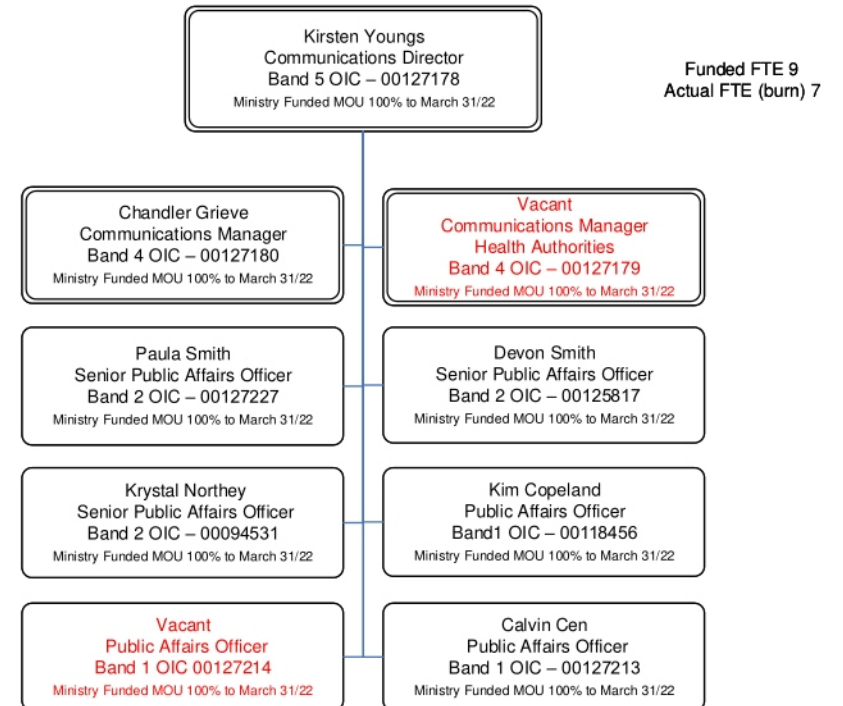 Kirsten Youngs
Communications Director
Band 5 OIC – 00127178
Ministry Funded MOU 100% to March 31/22
Funded FTE 9
Actual FTE (burn) 7
Chandler Grieve
Communications Manager
Band 4 OIC – 00127180
Ministry Funded MOU 100% to March 31/22
Vacant
Communications Manager
Health Authorities
Band 4 OIC – 00127179
Ministry Funded MOU 100% to March 31/22
Paula Smith
Senior Public Affairs Officer
Band 2 OIC – 00127227
Ministry Funded MOU 100% to March 31/22
Devon Smith
Senior Public Affairs Officer
Band 2 OIC – 00125817
Ministry Funded MOU 100% to March 31/22
Krystal Northey
Senior Public Affairs Officer
Band 2 OIC – 00094531
Ministry Funded MOU 100% to March 31/22
Kim Copeland
Public Affairs Officer
Band1 OIC – 00118456
Ministry Funded MOU 100% to March 31/22
Vacant
Public Affairs Officer
Band 1 OIC 00127214
Ministry Funded MOU 100% to March 31/22
Calvin Cen
Public Affairs Officer
Band 1 OIC – 00127213
Ministry Funded MOU 100% to March 31/22